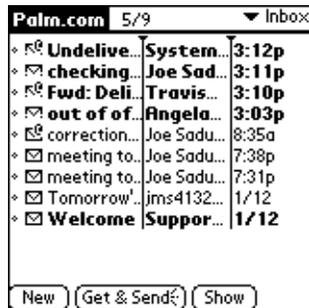 Palm.com 5/9 Inbox
Undelive... System... 3:12p
checking... Joe Sad... 3:11p
Fwd: Deli... Travis... 3:10p
out of of... Angela... 3:03p
correction... Joe Sadu... 8:35a
meeting to... Joe Sadu... 7:38p
meeting to... Joe Sadu... 7:31p
Tomorrow'... jms4132... 1/12
Welcome Suppor... 1/12
New Get & Send Show